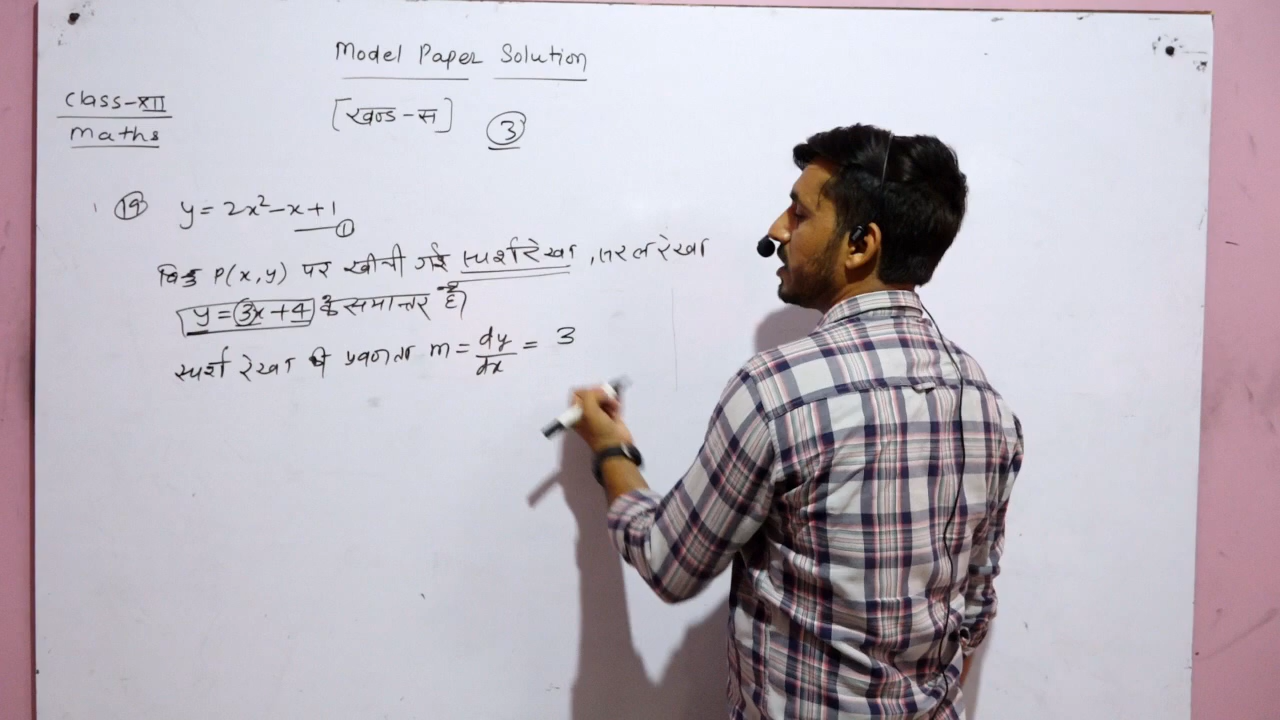 Model Paper Solution
Class-XII
Maths
[खण्ड-स]
3
19 y = 2x²-x+1
1
बिन्दु P(x,y) पर खींची गई स्पर्शरेखा, सरल रेखा
y = 3x+4 के समान्तर है।
स्पर्श रेखा की प्रवणता m = dy/dx = 3